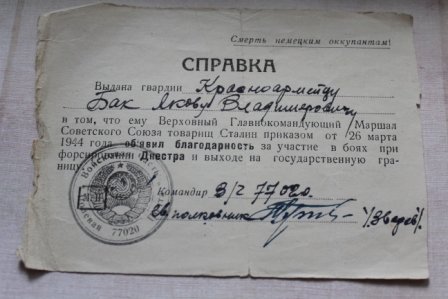 Смерть немецким оккупантам!
СПРАВКА
Выдана гвардии Красноармейцу
Бак Якову Владимировичу
в том, что ему Верховный Главнокомандующий Маршал
Советского Союза товарищ Сталин приказом от 26 марта
1944 года объявил благодарность за участие в боях при
форсировании Днестра и выходе на государственную гра-
ницу.
Командир В/Ч 77020.
Гв. полковник /Зверев/.
77020